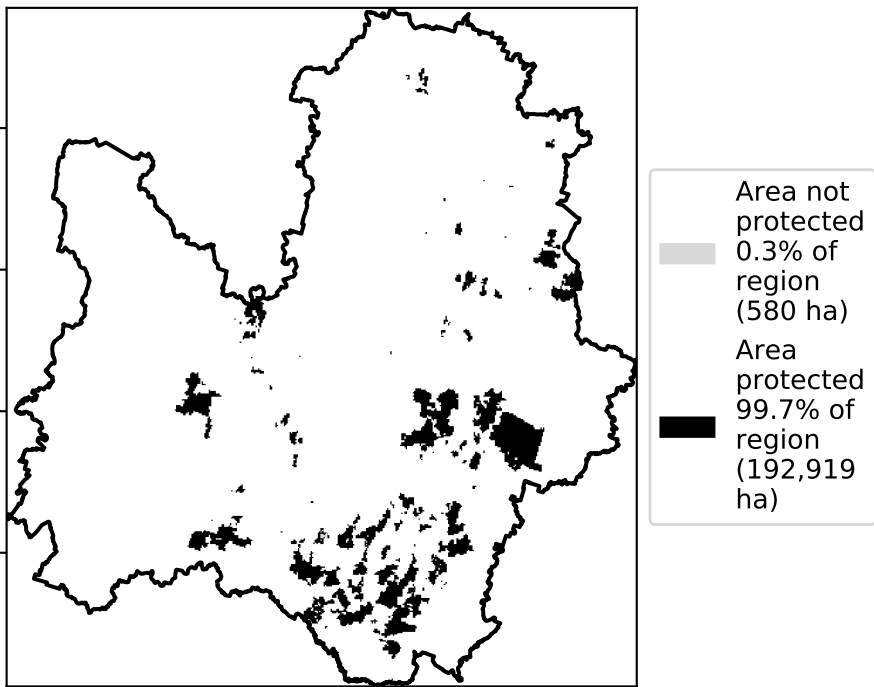 Area not
protected
0.3% of
region
(580 ha)
Area
protected
99.7% of
region
(192,919
ha)